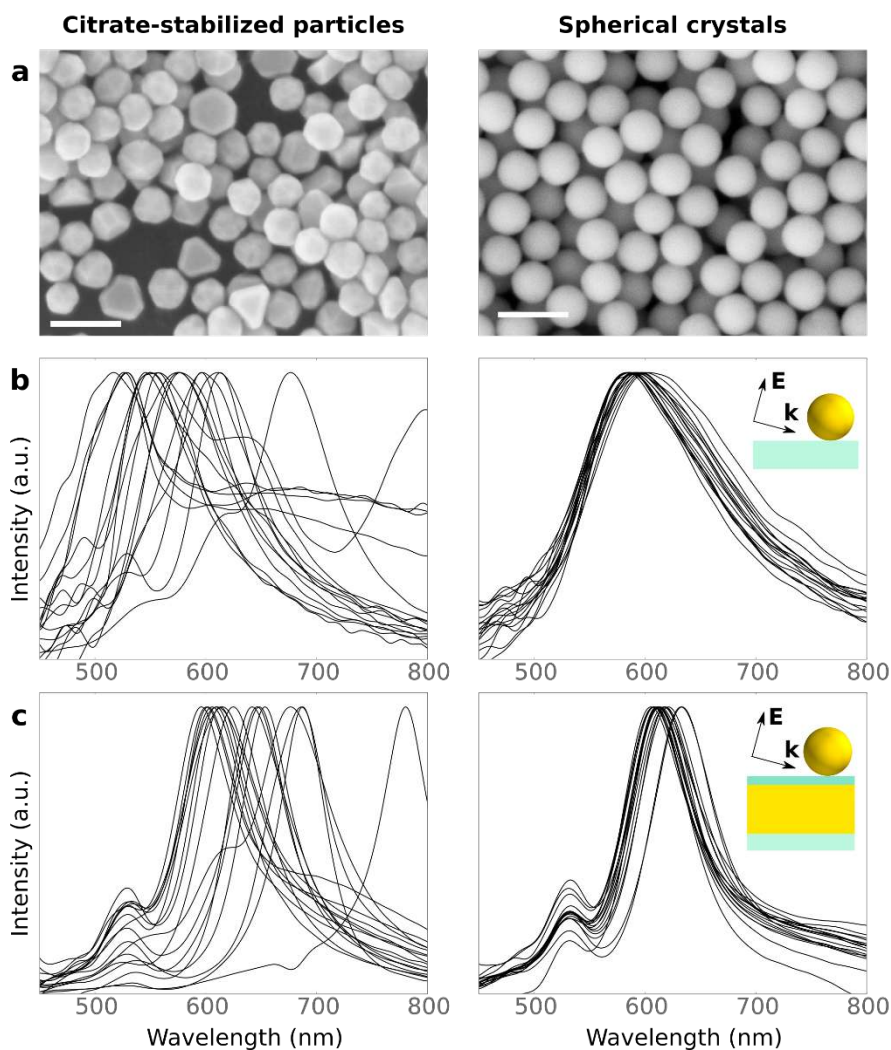 Citrate-stabilized particles
Spherical crystals
a
b
E
k
Intensity (a.u.)
500 600 700 800
500 600 700 800
c
E
k
Intensity (a.u.)
500 600 700 800
500 600 700 800
Wavelength (nm)
Wavelength (nm)